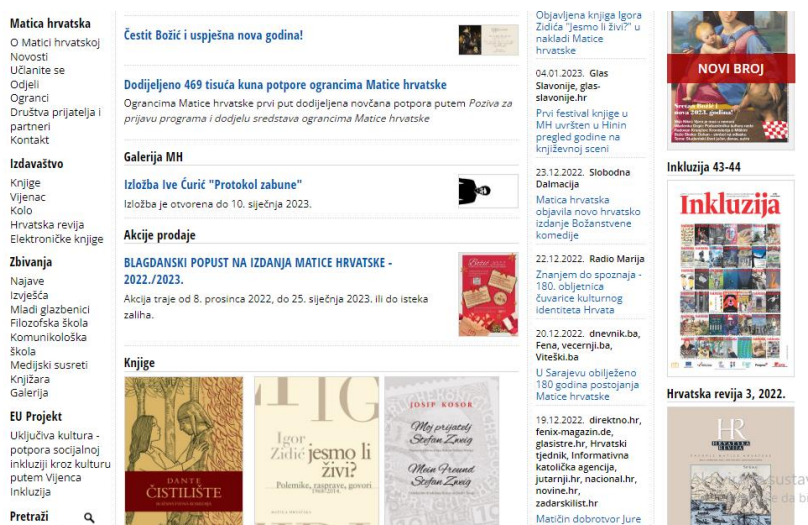 Matica hrvatska
O Matici hrvatskoj
Novosti
Učlanite se
Odjeli
Ogranci
Društva prijatelja i
partneri
Kontakt
Izdavaštvo
Knjige
Vijenac
Kolo
Hrvatska revija
Elektroničke knjige
Zbivanja
Najave
Izvješća
Mladi glazbenici
Filozofska škola
Komunikološka
škola
Medijski susreti
Knjižara
Galerija
EU Projekt
Uključiva kultura -
potpora socijalnoj
inkluziji kroz kulturu
putem Vijenca
Inkluzija
Pretraži
Čestit Božić i uspješna nova godina!
Dodijeljeno 469 tisuća kuna potpore ograncima Matice hrvatske
Ograncima Matice hrvatske prvi put dodijeljena novčana potpora putem Poziva za
prijavu programa i dodjelu sredstava ograncima Matice hrvatske
Galerija MH
Izložba Ive Ćurić "Protokol zabune"
Izložba je otvorena do 10. siječnja 2023.
Akcije prodaje
BLAGDANSKI POPUST NA IZDANJA MATICE HRVATSKE -
2022./2023.
Akcija traje od 8. prosinca 2022, do 25. siječnja 2023. ili do isteka
zaliha.
Knjige
DANTE
ČISTILIŠTE
Igor
Zidić jesmo li
živi?
Polemike, rasprave, govori
JOSIP KOSOR
Moj prijatelj
Stefan Zweig
Mein Freund
Stefan Zweig
Objavljena knjiga Igora
Zidića "Jesmo li živi?" u
nakladi Matice
hrvatske
04.01.2023. Glas
Slavonije, glas-
slavonije.hr
Prvi festival knjige u
MH uvršten u Hinin
pregled godine na
književnoj sceni
23.12.2022. Slobodna
Dalmacija
Matica hrvatska
objavila novo hrvatsko
izdanje Božanstvene
komedije
22.12.2022. Radio Marija
Znanjem do spoznaja -
180. obljetnica
čuvarice kulturnog
identiteta Hrvata
20.12.2022. dnevnik.ba,
Fena, vecernji.ba,
Viteški.ba
U Sarajevu obilježeno
180 godina postojanja
Matice hrvatske
19.12.2022. direktno.hr,
fenix-magazin.de,
glasistre.hr, Hrvatski
tjednik, Informativna
katolička agencija,
jutarnji.hr, nacional.hr,
novine.hr,
zadarskilist.hr
Matičin dobrotvor Jure
NOVI BROJ
Sretan Božić i
nova 2023. godina!
Inkluzija 43-44
Inkluzija
Hrvatska revija 3, 2022.
HR
HRVATSKA
REVIJA